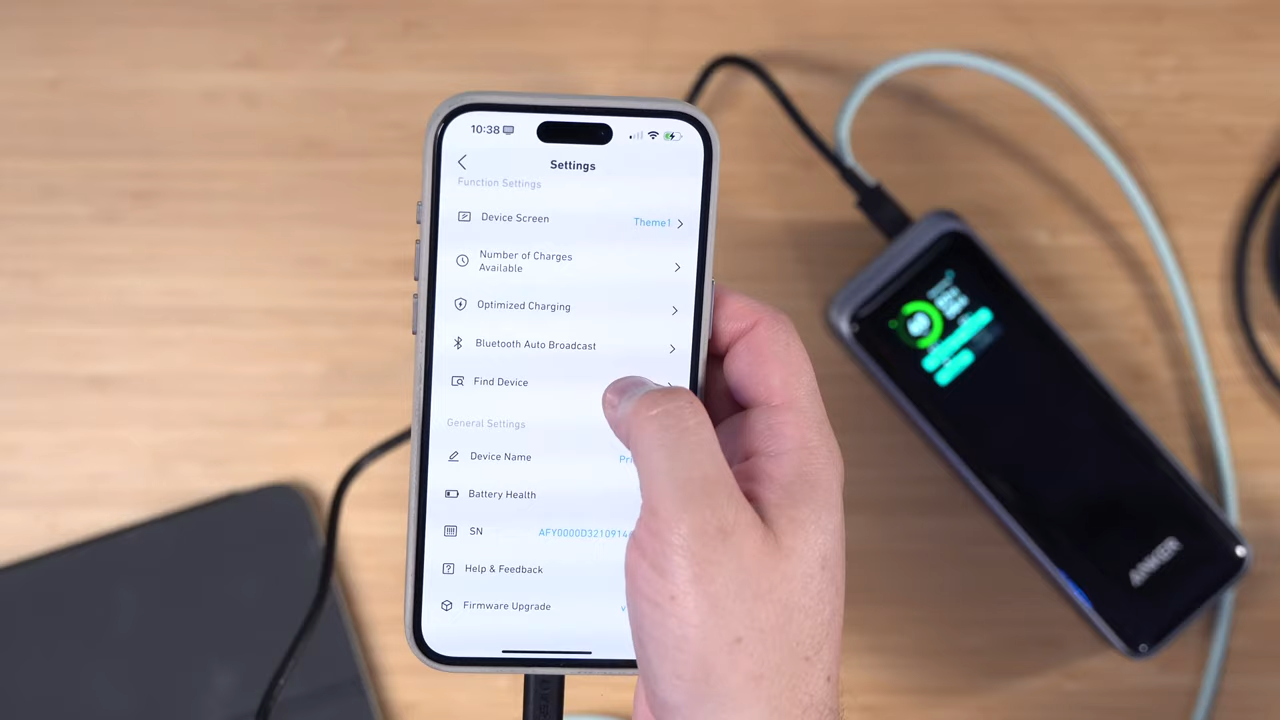 10:38
Settings
Function Settings
Device Screen
Theme1
Number of Charges
Available
Optimized Charging
Bluetooth Auto Broadcast
Find Device
General Settings
Device Name
Battery Health
SN
AFY0000D3210914
Help & Feedback
Firmware Upgrade
ANKER